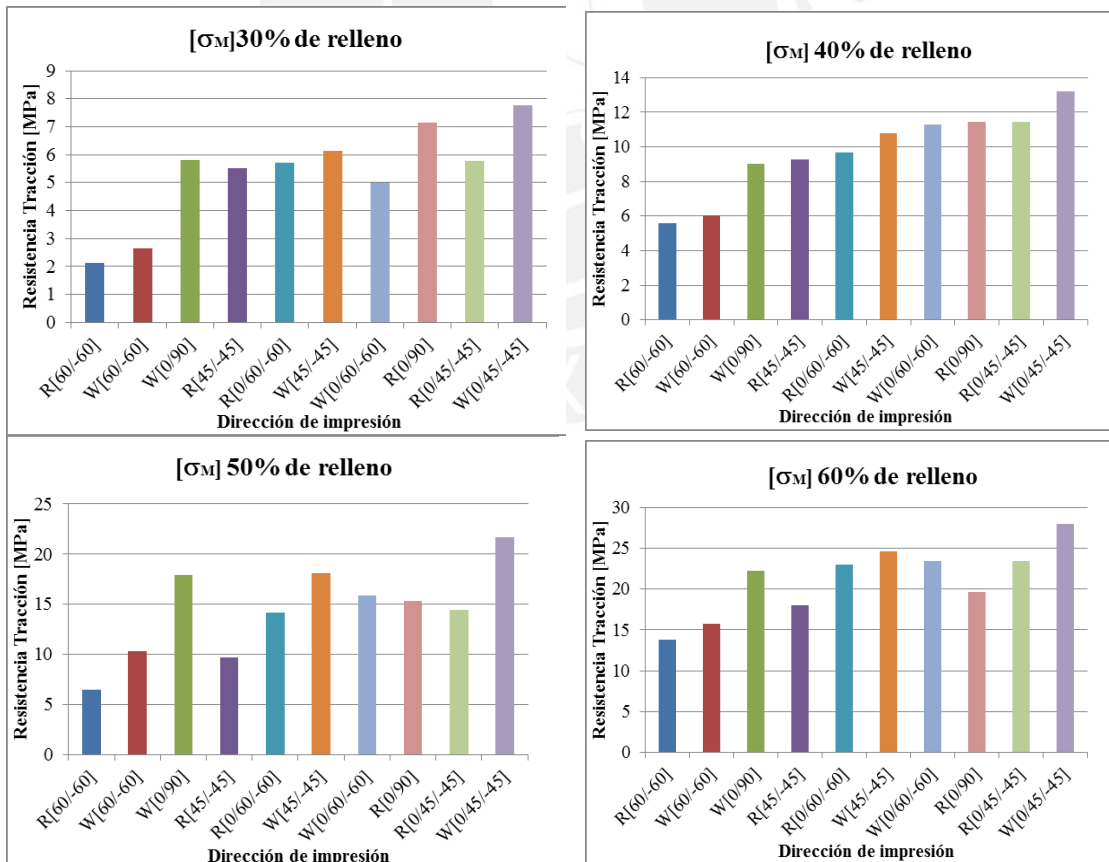 [σM]30% de relleno
Resistencia Tracción [MPa]
9
8
7
6
5
4
3
2
1
0
R[60/-60]
W[60/-60]
W[0/90]
R[45/-45]
R[0/60/-60]
W[45/-45]
W[0/60/-60]
R[0/90]
R[0/45/-45]
W[0/45/-45]
Dirección de impresión
[σM] 40% de relleno
Resistencia Tracción [MPa]
14
12
10
8
6
4
2
0
R[60/-60]
W[60/-60]
W[0/90]
R[45/-45]
R[0/60/-60]
W[45/-45]
W[0/60/-60]
R[0/90]
R[0/45/-45]
W[0/45/-45]
Dirección de impresión
[σM] 50% de relleno
Resistencia Tracción [MPa]
25
20
15
10
5
0
R[60/-60]
W[60/-60]
W[0/90]
R[45/-45]
R[0/60/-60]
W[45/-45]
W[0/60/-60]
R[0/90]
R[0/45/-45]
W[0/45/-45]
Dirección de impresión
[σM] 60% de relleno
Resistencia Tracción [MPa]
30
25
20
15
10
5
0
R[60/-60]
W[60/-60]
W[0/90]
R[45/-45]
R[0/60/-60]
W[45/-45]
W[0/60/-60]
R[0/90]
R[0/45/-45]
W[0/45/-45]
Dirección de impresión